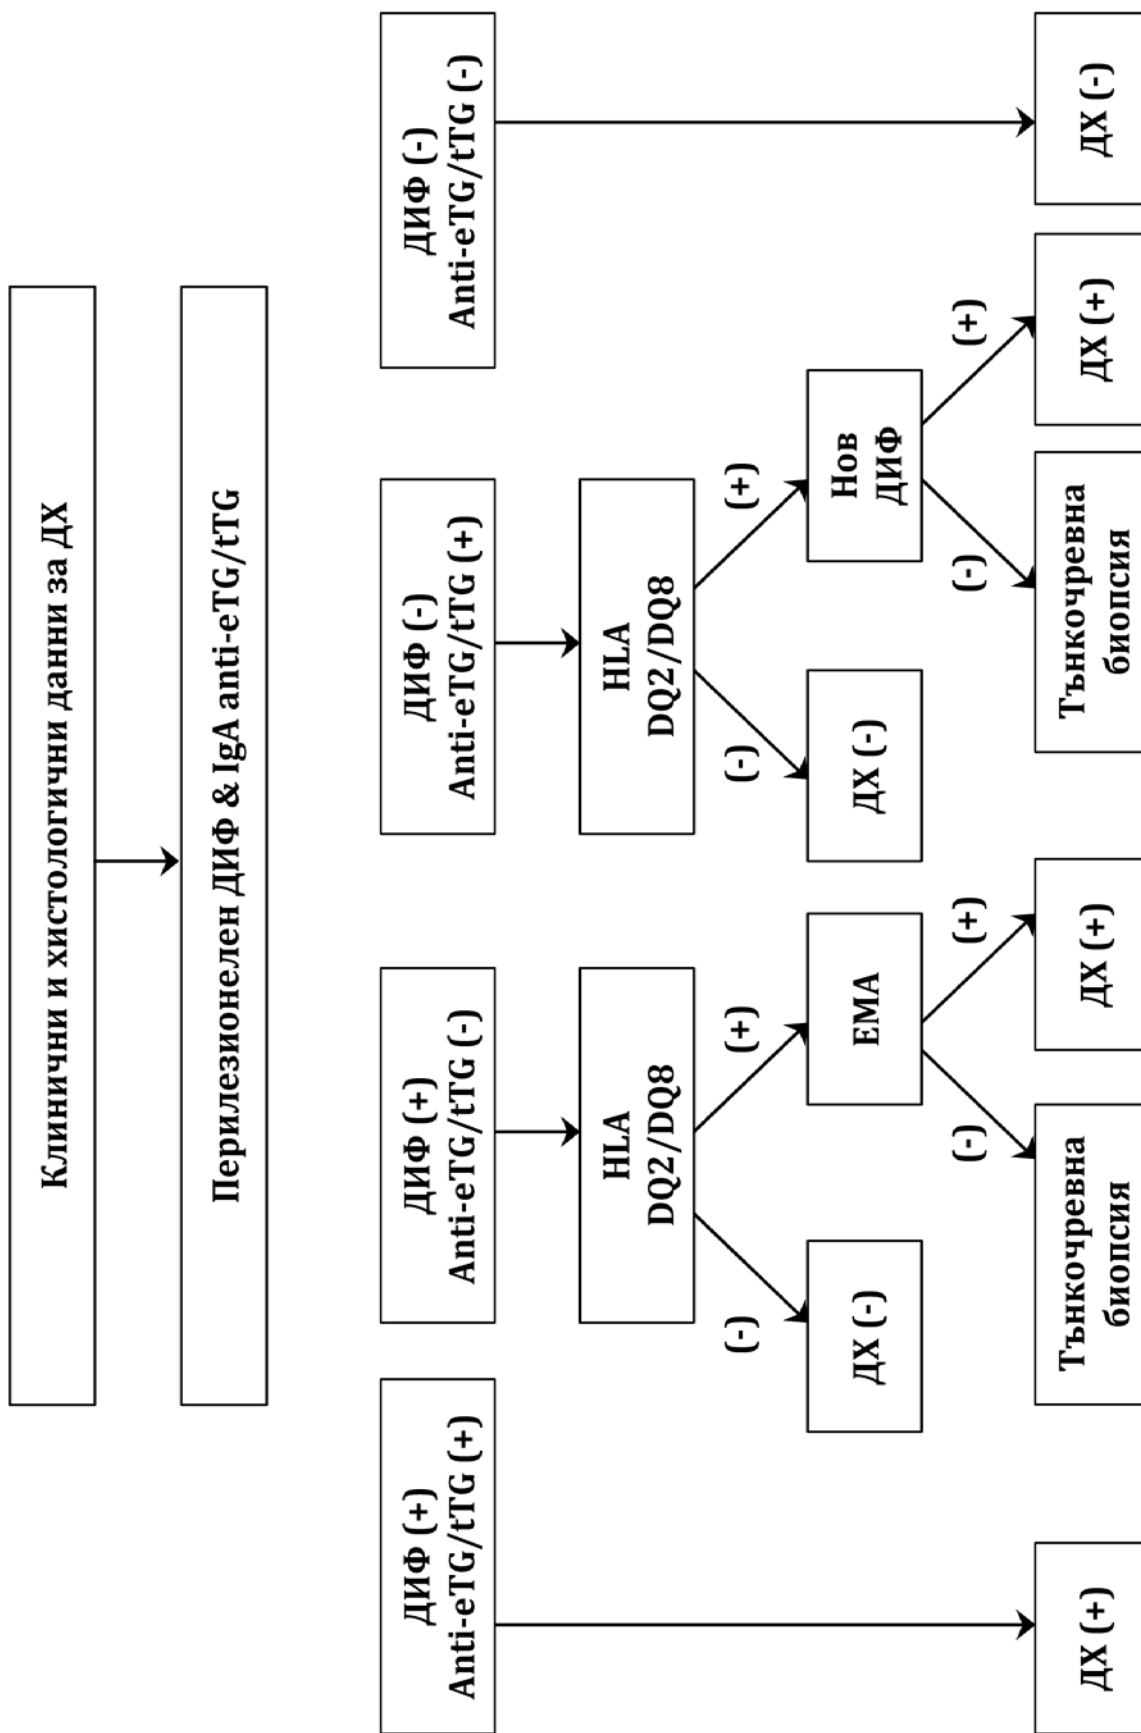 Клинични и хистологични данни за ДХ
Перилезионелен ДИФ & IgA anti-eTG/tTG
ДИФ (+)
Anti-eTG/tTG (+)
ДИФ (+)
Anti-eTG/tTG (-)
ДИФ (-)
Anti-eTG/tTG (+)
ДИФ (-)
Anti-eTG/tTG (-)
HLA
DQ2/DQ8
HLA
DQ2/DQ8
(-)
(+)
(-)
(+)
ДХ (-)
ЕМА
ДХ (-)
Нов
ДИФ
(-)
(+)
(-)
(+)
ДХ (+)
Тънкочревна
биопсия
ДХ (+)
Тънкочревна
биопсия
ДХ (+)
ДХ (-)